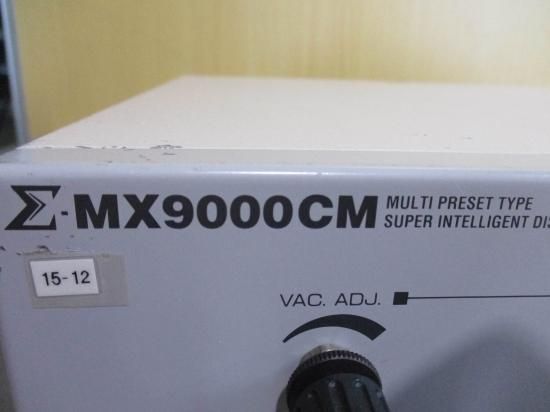 Σ-MX9000CM
MULTI PRESET TYPE
SUPER INTELLIGENT
15-12
VAC. ADJ.